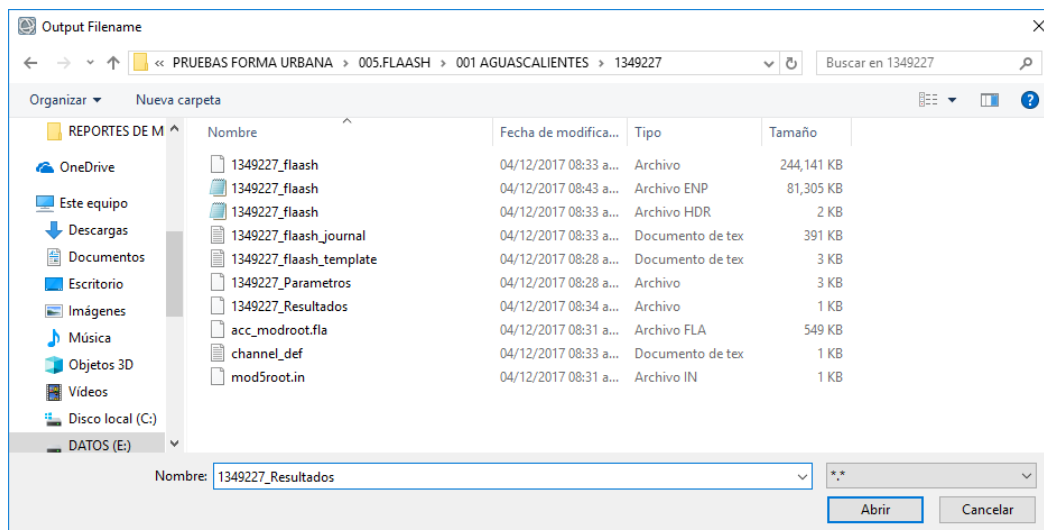 Output Filename
« PRUEBAS FORMA URBANA > 005.FLAASH > 001 AGUASCALIENTES > 1349227
Buscar en 1349227
Organizar Nueva carpeta
REPORTES DE M
OneDrive
Este equipo
Descargas
Documentos
Escritorio
Imágenes
Música
Objetos 3D
Vídeos
Disco local (C:)
DATOS (E:)
Nombre Fecha de modifica... Tipo Tamaño
1349227_flaash 04/12/2017 08:33 a... Archivo 244,141 KB
1349227_flaash 04/12/2017 08:43 a... Archivo ENP 81,305 KB
1349227_flaash 04/12/2017 08:33 a... Archivo HDR 2 KB
1349227_flaash_journal 04/12/2017 08:33 a... Documento de tex 391 KB
1349227_flaash_template 04/12/2017 08:28 a... Documento de tex 3 KB
1349227_Parametros 04/12/2017 08:28 a... Archivo 3 KB
1349227_Resultados 04/12/2017 08:34 a... Archivo 1 KB
acc_modroot.fla 04/12/2017 08:31 a... Archivo FLA 549 KB
channel_def 04/12/2017 08:33 a... Documento de tex 1 KB
mod5root.in 04/12/2017 08:31 a... Archivo IN 1 KB
Nombre: 1349227_Resultados *.*
Abrir Cancelar